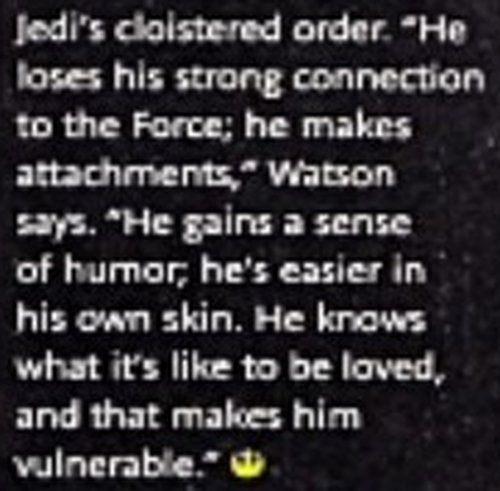 Jedi's cloistered order. "He
loses his strong connection
to the Force; he makes
attachments," Watson
says. "He gains a sense
of humor; he's easier in
his own skin. He knows
what it's like to be loved,
and that makes him
vulnerable."